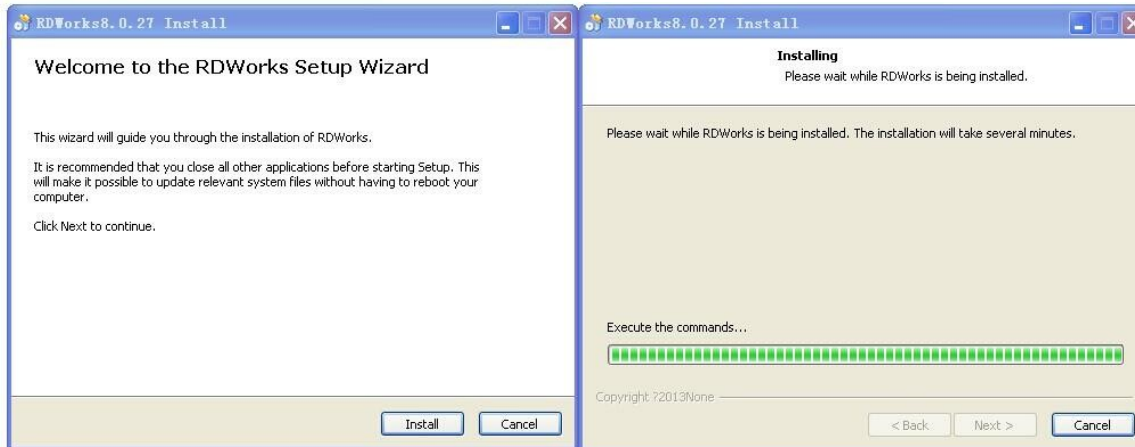 RDWorks8.0.27 Install
Welcome to the RDWorks Setup Wizard
This wizard will guide you through the installation of RDWorks.
It is recommended that you close all other applications before starting Setup. This
will make it possible to update relevant system files without having to reboot your
computer.
Click Next to continue.
Install
Cancel
RDWorks8.0.27 Install
Installing
Please wait while RDWorks is being installed.
Please wait while RDWorks is being installed. The installation will take several minutes.
Execute the commands...
Copyright ?2013None
< Back
Next >
Cancel